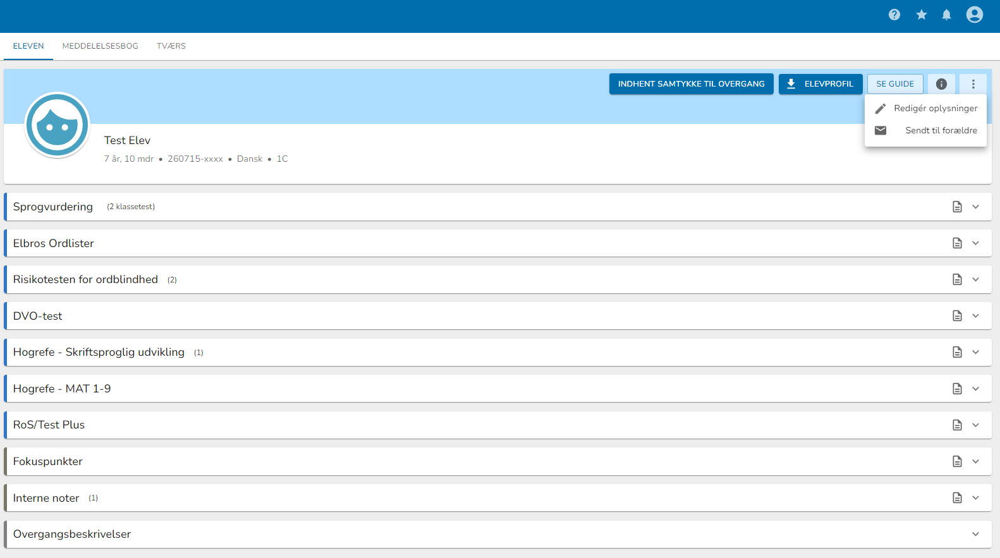 ELEVEN MEDDELELSESBOG TVÆRS
INDHENT SAMTYKKE TIL OVERGANG ELEVPROFIL SE GUIDE
Redigér oplysninger
Sendt til forældre
Test Elev
7 år, 10 mdr • 260715-xxxx • Dansk • 1C
Sprogvurdering (2 klassetest)
Elbros Ordlister
Risikotesten for ordblindhed (2)
DVO-test
Hogrefe - Skriftsproglig udvikling (1)
Hogrefe - MAT 1-9
RoS/Test Plus
Fokuspunkter
Interne noter (1)
Overgangsbeskrivelser